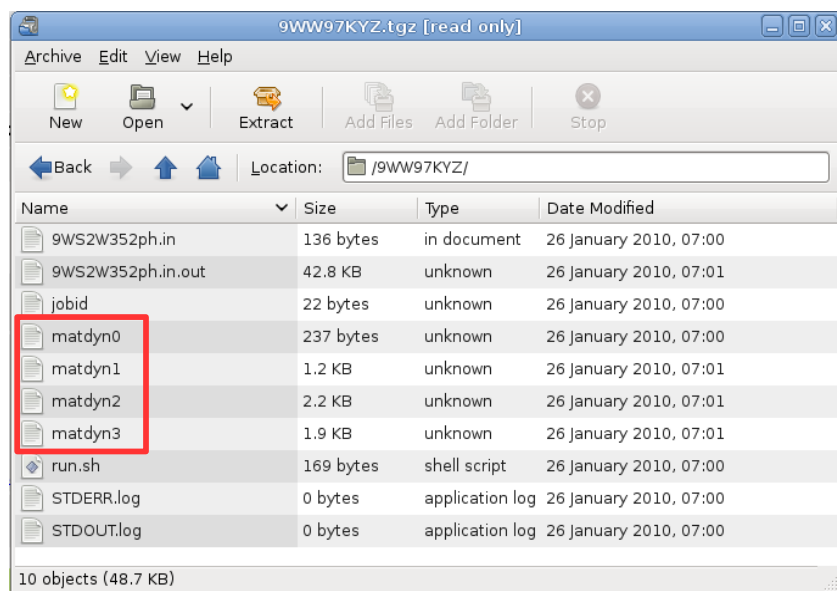 9WW97KYZ.tgz [read only]
Archive Edit View Help
New Open Extract Add Files Add Folder Stop
Back Location: /9WW97KYZ/
Name Size Type Date Modified
9WS2W352ph.in 136 bytes in document 26 January 2010, 07:00
9WS2W352ph.in.out 42.8 KB unknown 26 January 2010, 07:01
jobid 22 bytes unknown 26 January 2010, 07:00
matdyn0 237 bytes unknown 26 January 2010, 07:00
matdyn1 1.2 KB unknown 26 January 2010, 07:01
matdyn2 2.2 KB unknown 26 January 2010, 07:01
matdyn3 1.9 KB unknown 26 January 2010, 07:01
run.sh 169 bytes shell script 26 January 2010, 07:00
STDERR.log 0 bytes application log 26 January 2010, 07:00
STDOUT.log 0 bytes application log 26 January 2010, 07:00
10 objects (48.7 KB)